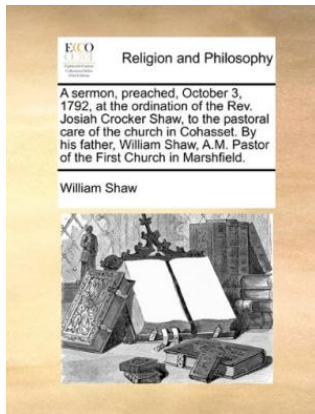 ECCO
Religion and Philosophy
A sermon, preached, October 3,
1792, at the ordination of the Rev.
Josiah Crocker Shaw, to the pastoral
care of the church in Cohasset. By
his father, William Shaw, A.M. Pastor
of the First Church in Marshfield.
William Shaw